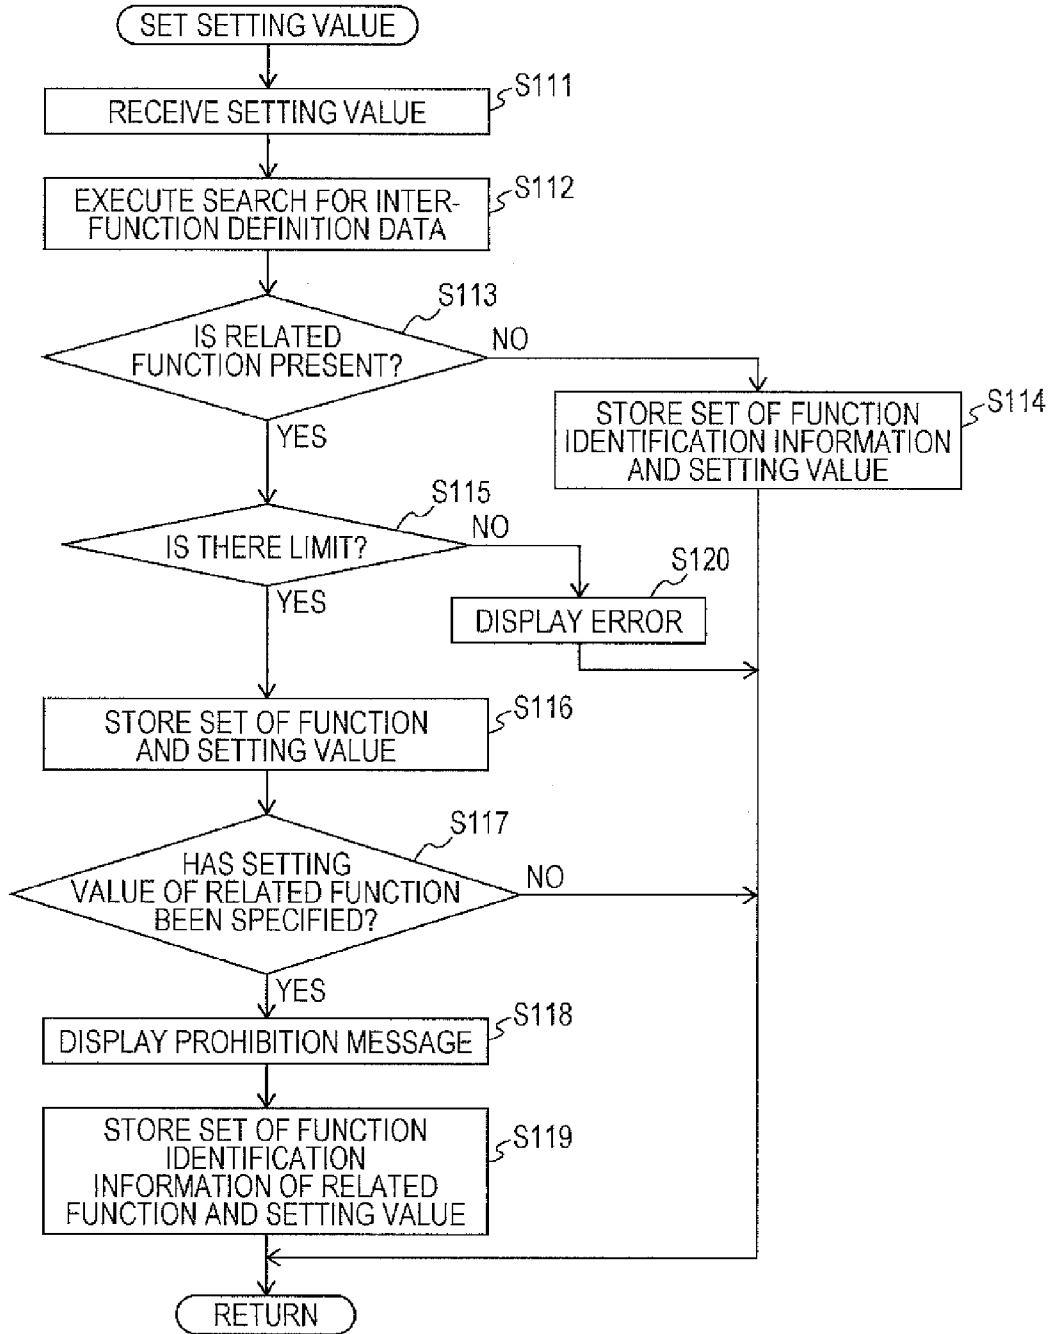 SET SETTING VALUE
S111
RECEIVE SETTING VALUE
S112
EXECUTE SEARCH FOR INTER-
FUNCTION DEFINITION DATA
S113
IS RELATED
FUNCTION PRESENT?
NO
YES
S114
STORE SET OF FUNCTION
IDENTIFICATION INFORMATION
AND SETTING VALUE
S115
IS THERE LIMIT?
NO
YES
S120
DISPLAY ERROR
S116
STORE SET OF FUNCTION
AND SETTING VALUE
S117
HAS SETTING
VALUE OF RELATED FUNCTION
BEEN SPECIFIED?
NO
YES
S118
DISPLAY PROHIBITION MESSAGE
S119
STORE SET OF FUNCTION
IDENTIFICATION
INFORMATION OF RELATED
FUNCTION AND SETTING VALUE
RETURN